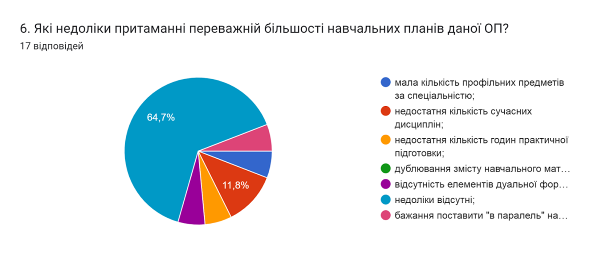 6. Які недоліки притаманні переважній більшості навчальних планів даної ОП?
17 відповідей
64,7%
11,8%
мала кількість профільних предметів
за спеціальністю;
недостатня кількість сучасних
дисциплін;
недостатня кількість годин практичної
підготовки;
дублювання змісту навчального мат…
відсутність елементів дуальної фор…
недоліки відсутні;
бажання поставити "в паралель" на…